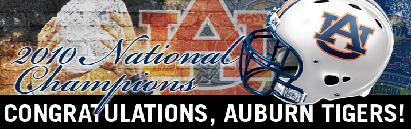 2010 National
Champions
CONGRATULATIONS, AUBURN TIGERS!